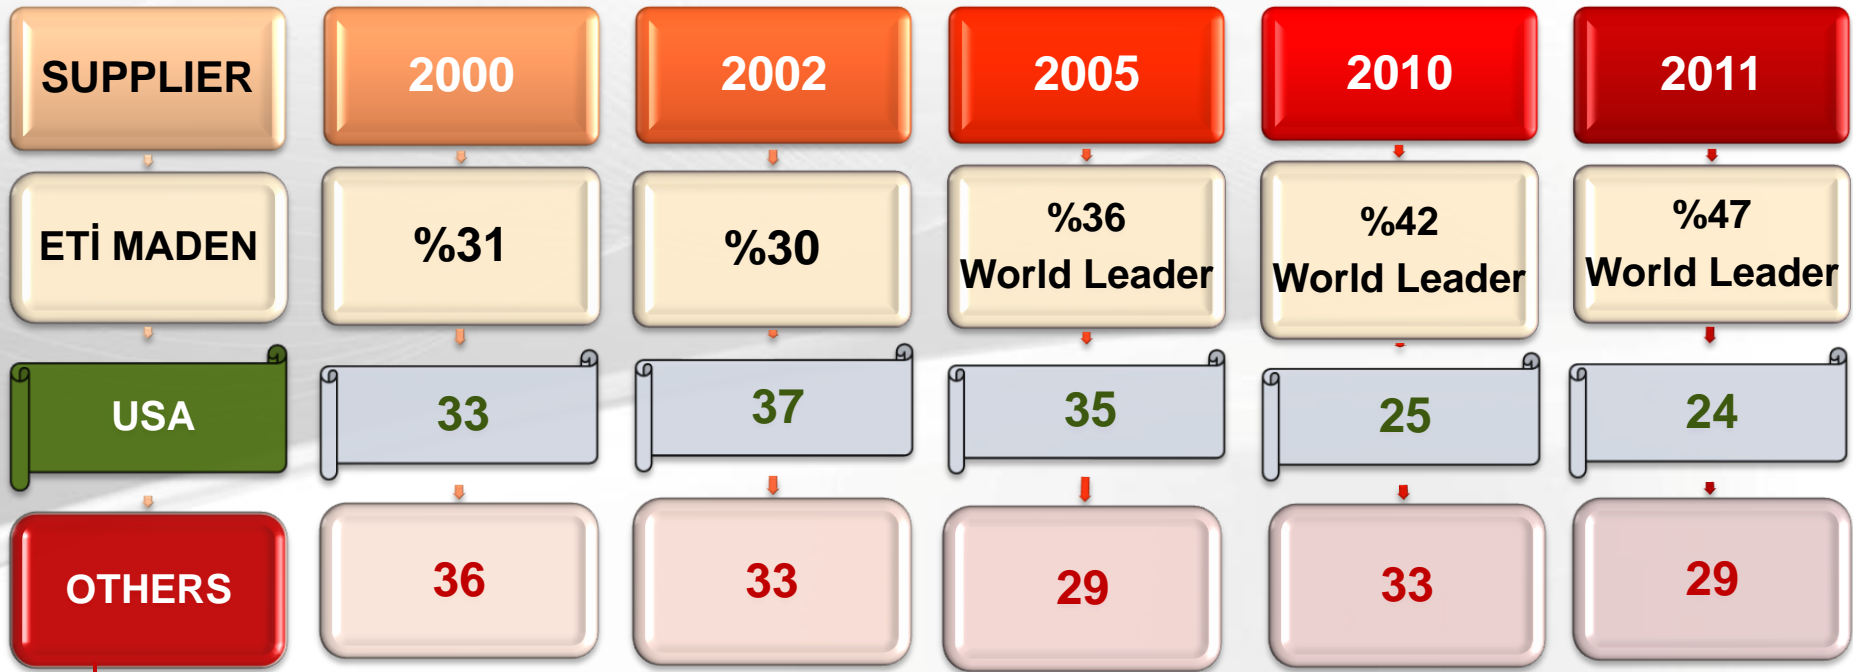 SUPPLIER 2000 2002 2005 2010 2011
ETİ MADEN %31 %30 %36 World Leader %42 World Leader %47 World Leader
USA 33 37 35 25 24
OTHERS 36 33 29 33 29